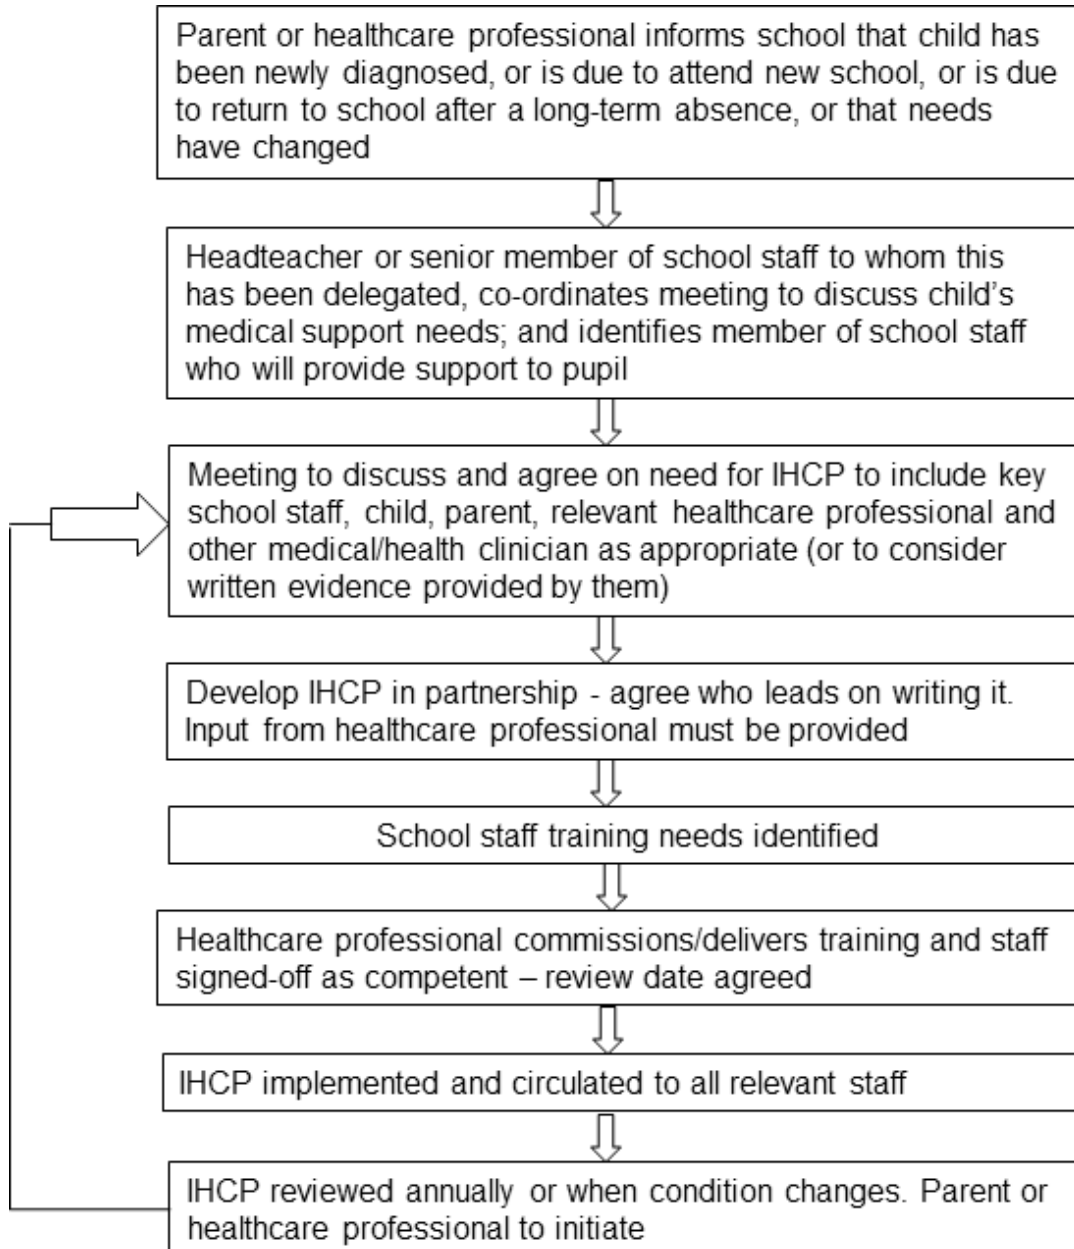 Parent or healthcare professional informs school that child has
been newly diagnosed, or is due to attend new school, or is due
to return to school after a long-term absence, or that needs
have changed
Headteacher or senior member of school staff to whom this
has been delegated, co-ordinates meeting to discuss child’s
medical support needs; and identifies member of school staff
who will provide support to pupil
Meeting to discuss and agree on need for IHCP to include key
school staff, child, parent, relevant healthcare professional and
other medical/health clinician as appropriate (or to consider
written evidence provided by them)
Develop IHCP in partnership - agree who leads on writing it.
Input from healthcare professional must be provided
School staff training needs identified
Healthcare professional commissions/delivers training and staff
signed-off as competent – review date agreed
IHCP implemented and circulated to all relevant staff
IHCP reviewed annually or when condition changes. Parent or
healthcare professional to initiate